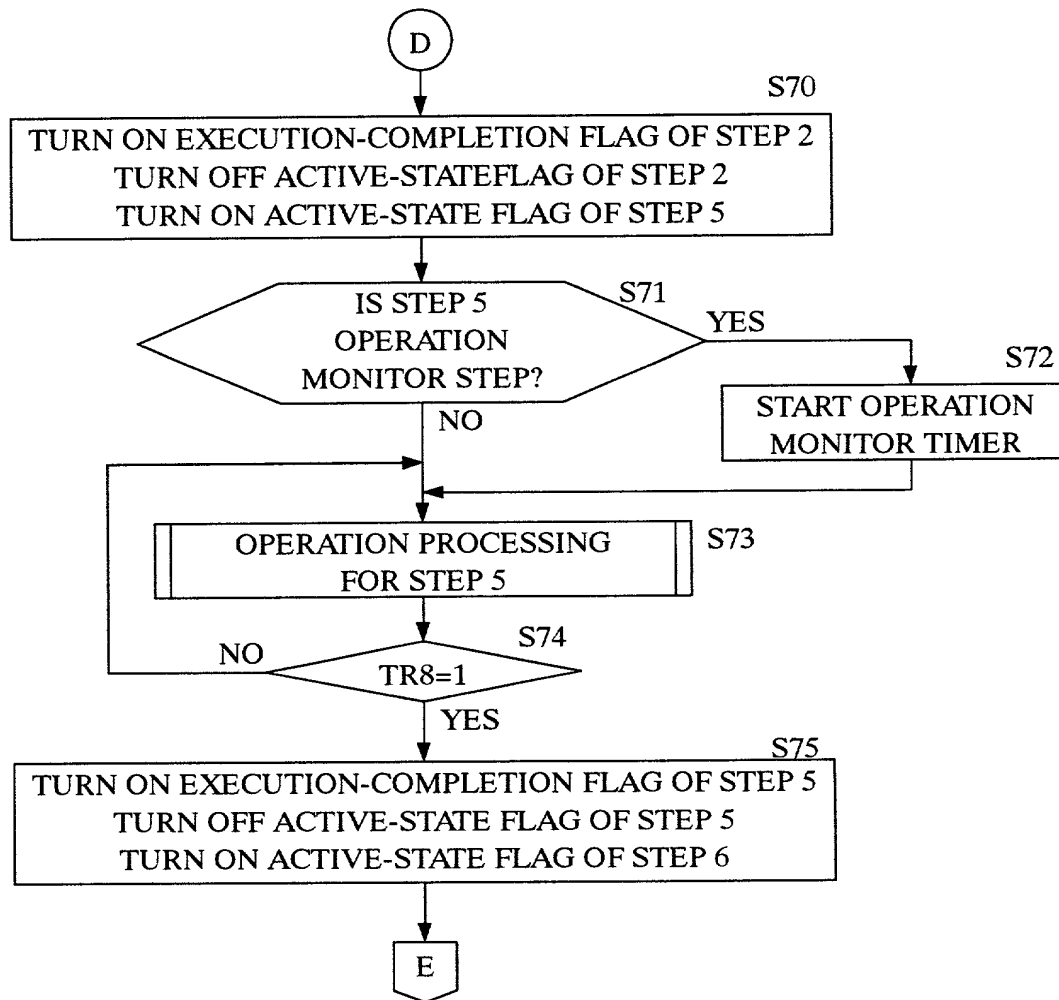 D
S70
TURN ON EXECUTION-COMPLETION FLAG OF STEP 2
TURN OFF ACTIVE-STATEFLAG OF STEP 2
TURN ON ACTIVE-STATE FLAG OF STEP 5
IS STEP 5
OPERATION
MONITOR STEP?
S71
YES
NO
S72
START OPERATION
MONITOR TIMER
OPERATION PROCESSING
FOR STEP 5
S73
S74
NO
TR8=1
YES
S75
TURN ON EXECUTION-COMPLETION FLAG OF STEP 5
TURN OFF ACTIVE-STATE FLAG OF STEP 5
TURN ON ACTIVE-STATE FLAG OF STEP 6
E